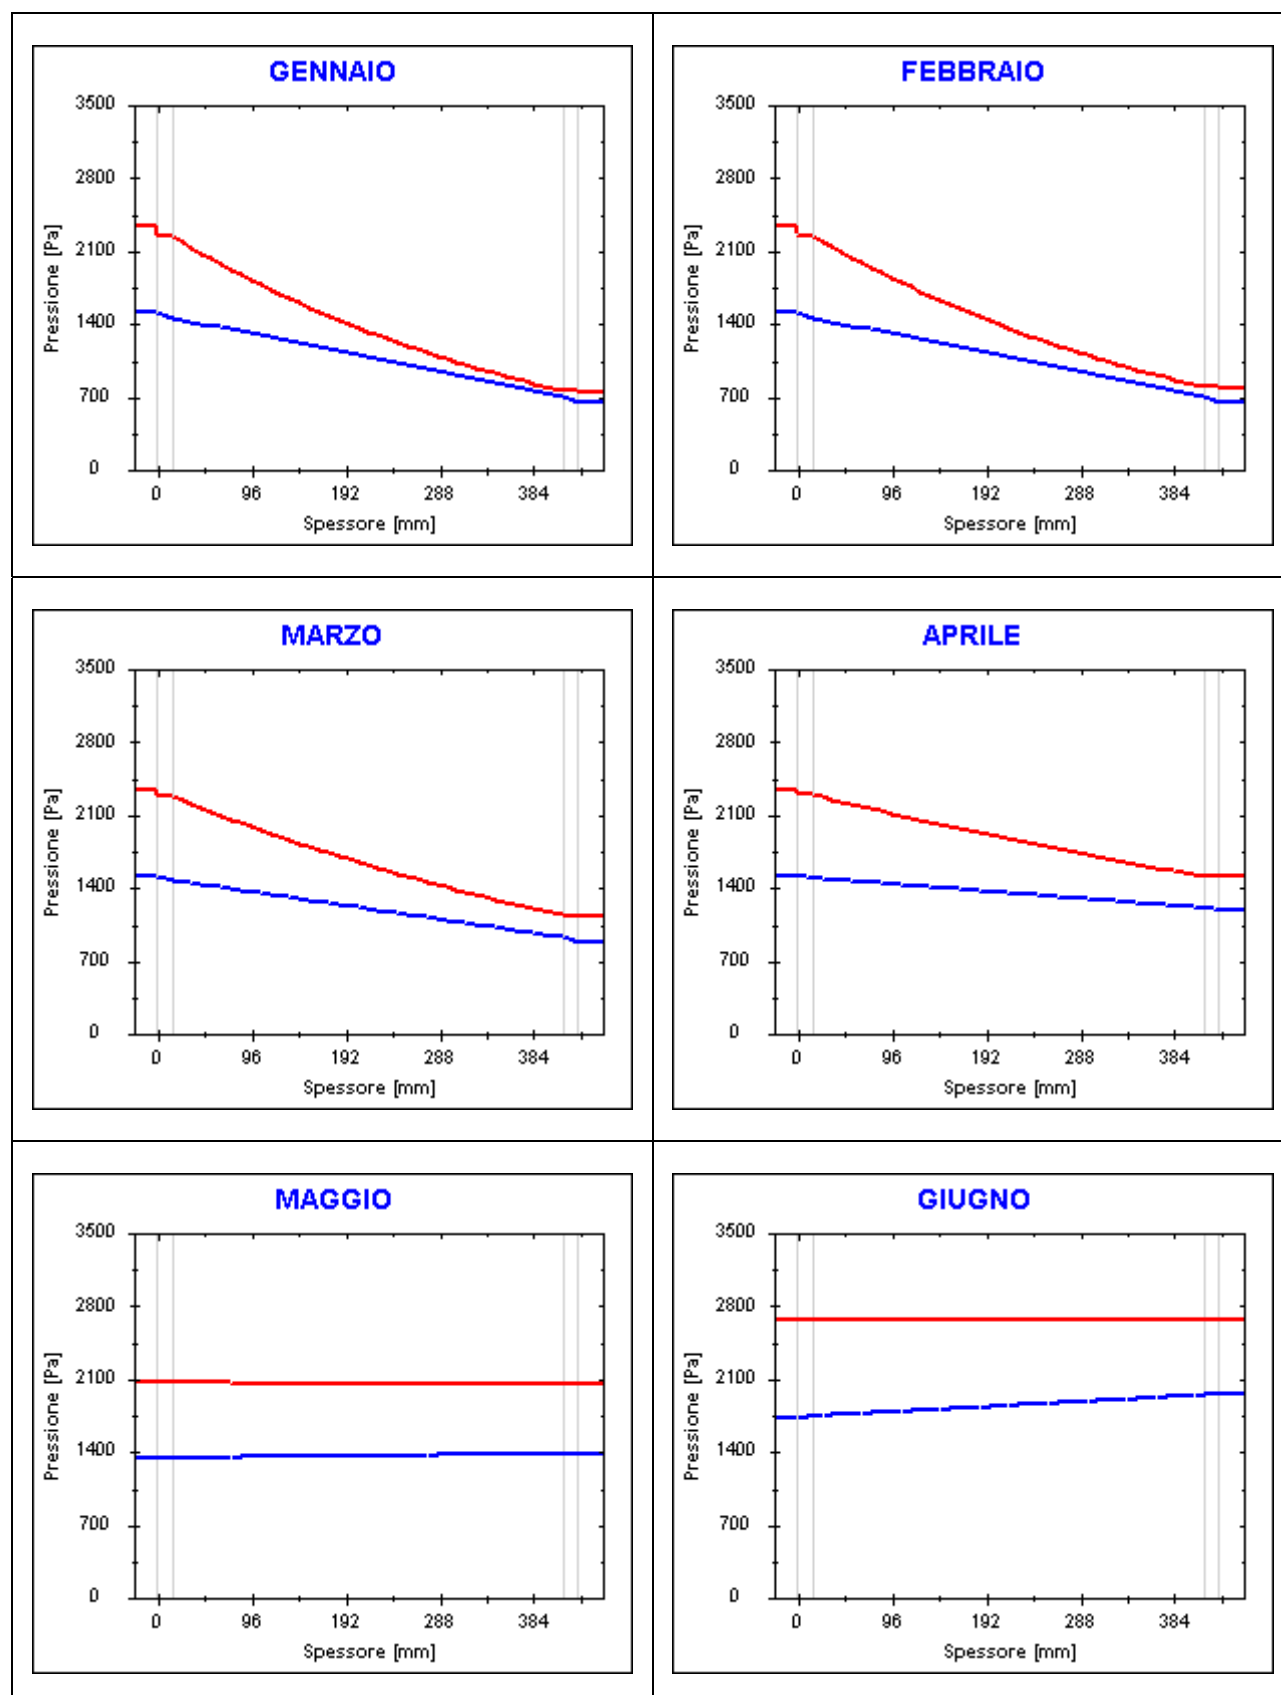 GENNAIO
3500
2800
2100
1400
700
0
Pressione [Pa]
0 96 192 288 384
Spessore [mm]
FEBBRAIO
3500
2800
2100
1400
700
0
Pressione [Pa]
0 96 192 288 384
Spessore [mm]
MARZO
3500
2800
2100
1400
700
0
Pressione [Pa]
0 96 192 288 384
Spessore [mm]
APRILE
3500
2800
2100
1400
700
0
Pressione [Pa]
0 96 192 288 384
Spessore [mm]
MAGGIO
3500
2800
2100
1400
700
0
Pressione [Pa]
0 96 192 288 384
Spessore [mm]
GIUGNO
3500
2800
2100
1400
700
0
Pressione [Pa]
0 96 192 288 384
Spessore [mm]